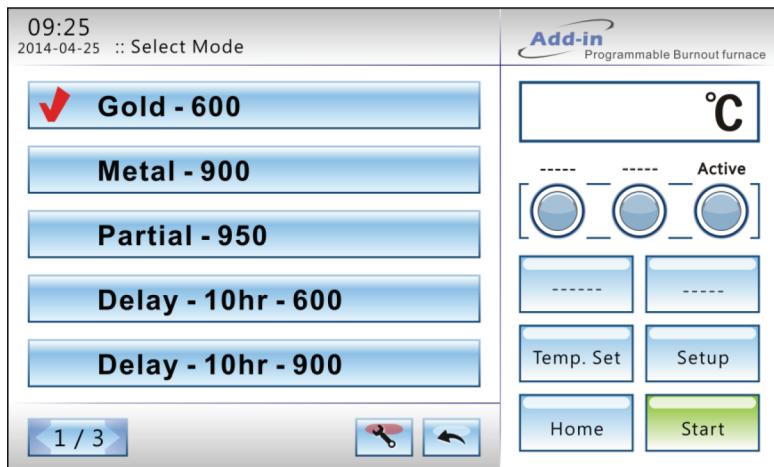 09:25
2014-04-25 :: Select Mode
Gold - 600
Metal - 900
Partial - 950
Delay - 10hr - 600
Delay - 10hr - 900
1 / 3
Add-in
Programmable Burnout furnace
°C
----- ----- Active
------ -----
Temp. Set Setup
Home Start